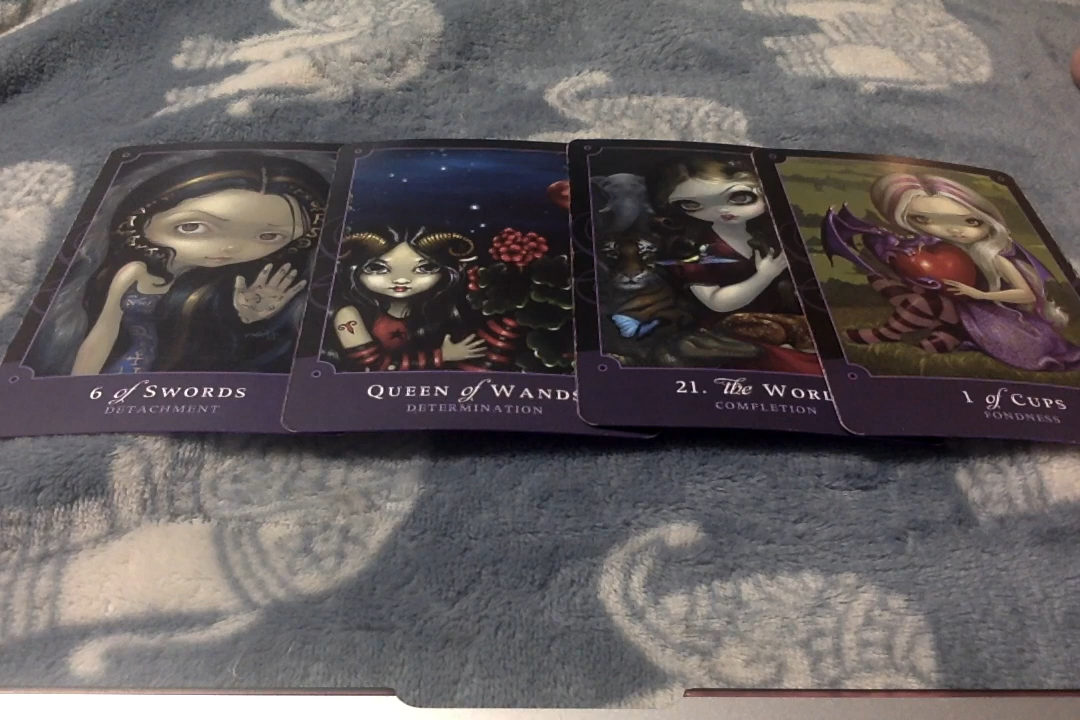 6 of Swords
Detachment
Queen of Wands
Determination
21. the Worl
Completion
1 of Cups
Fondness